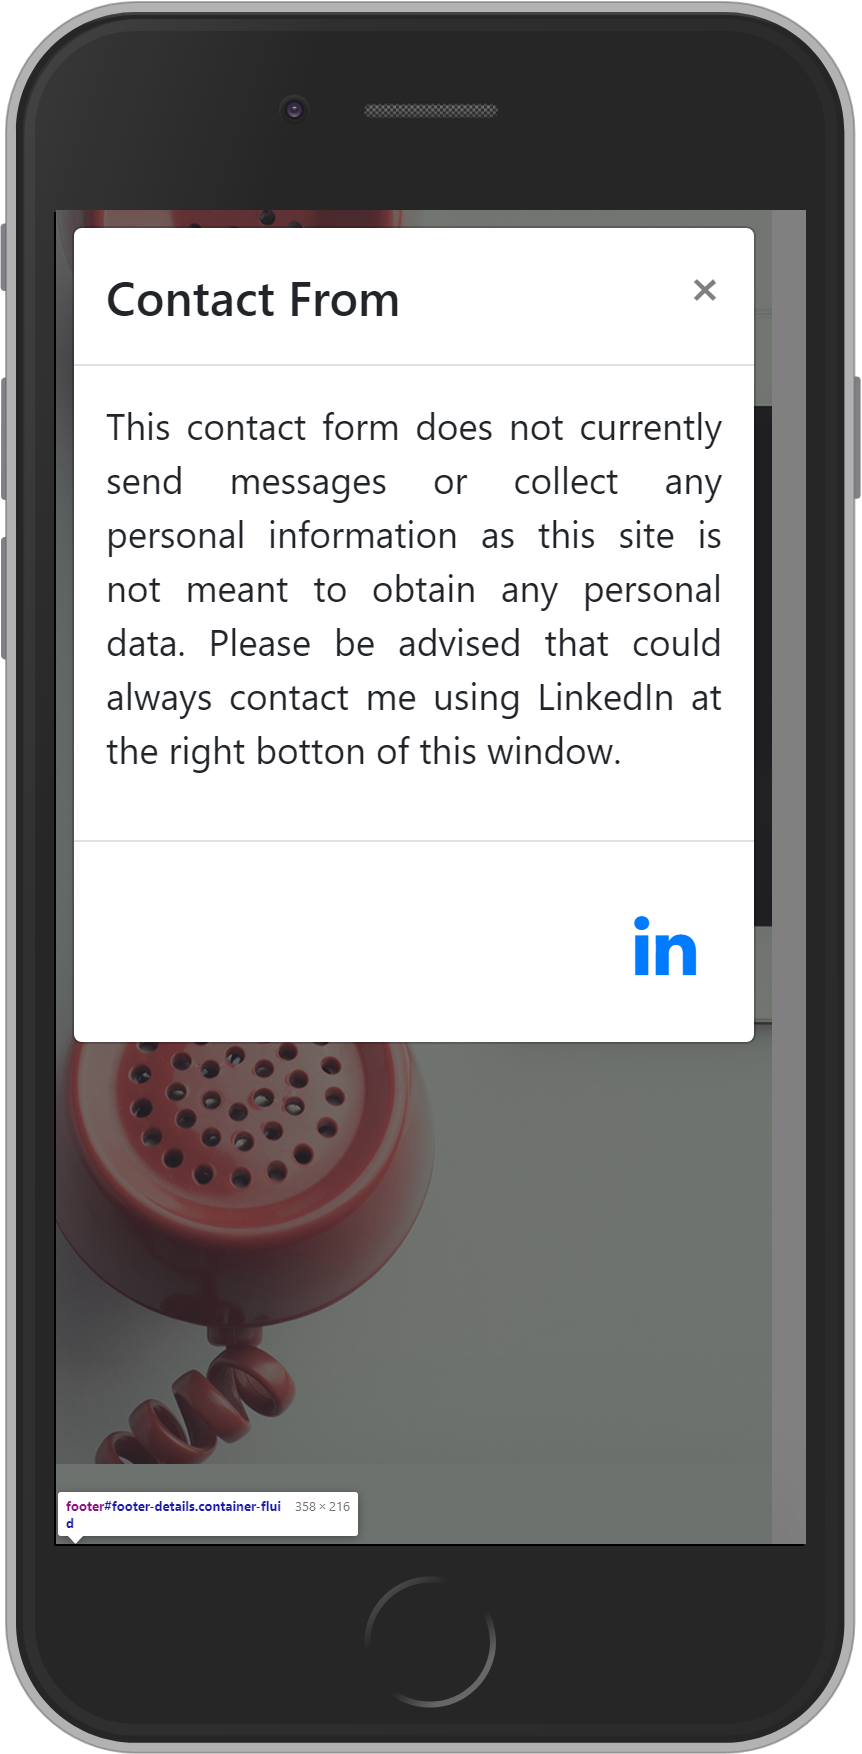 Contact From ×
This contact form does not currently
send messages or collect any
personal information as this site is
not meant to obtain any personal
data. Please be advised that could
always contact me using LinkedIn at
the right botton of this window.
in
footer#footer-details.container-flui 358 × 216
d